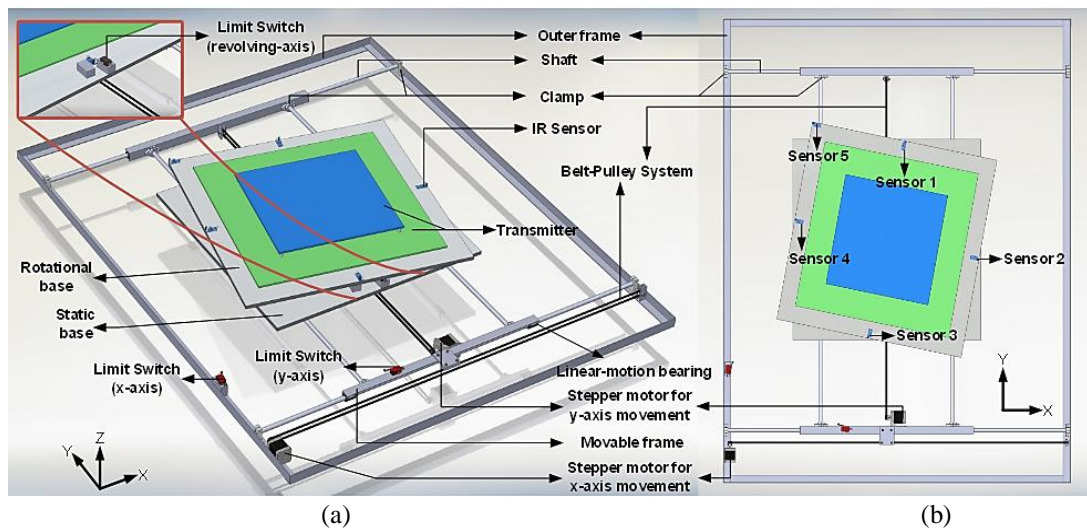 Limit Switch
(revolving-axis)
Outer frame
Shaft
Clamp
IR Sensor
Belt-Pulley System
Transmitter
Rotational
base
Static
base
Limit Switch
(x-axis)
Limit Switch
(y-axis)
Linear-motion bearing
Stepper motor for
y-axis movement
Movable frame
Stepper motor for
x-axis movement
Z
Y
X
(a)
Sensor 5
Sensor 1
Sensor 4
Sensor 2
Sensor 3
Y
X
(b)